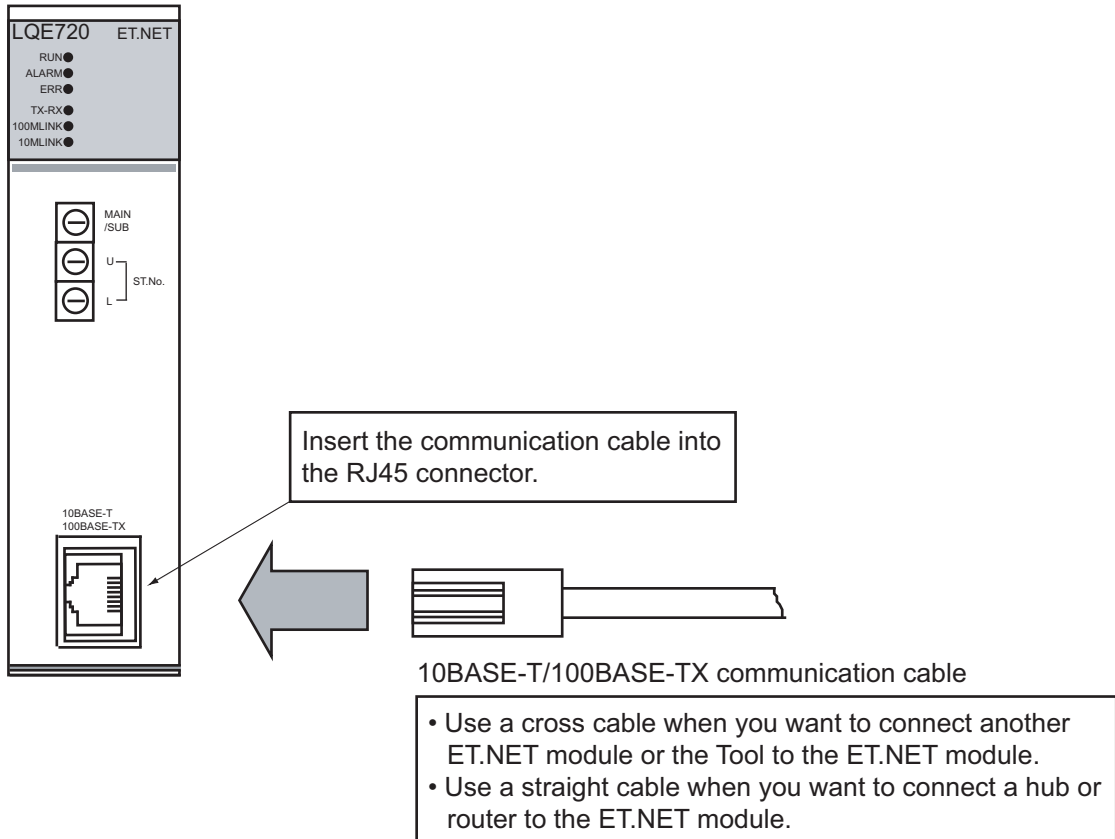 LQE720 ET.NET
RUN
ALARM
ERR
TX-RX
100MLINK
10MLINK
MAIN
/SUB
U
ST.No.
L
Insert the communication cable into
the RJ45 connector.
10BASE-T
100BASE-TX
10BASE-T/100BASE-TX communication cable
• Use a cross cable when you want to connect another
ET.NET module or the Tool to the ET.NET module.
• Use a straight cable when you want to connect a hub or
router to the ET.NET module.